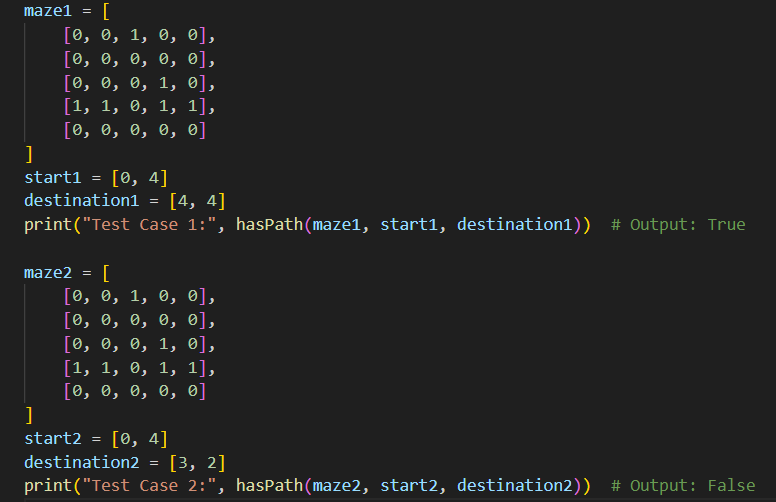 maze1 = [
    [0, 0, 1, 0, 0],
    [0, 0, 0, 0, 0],
    [0, 0, 0, 1, 0],
    [1, 1, 0, 1, 1],
    [0, 0, 0, 0, 0]
]
start1 = [0, 4]
destination1 = [4, 4]
print("Test Case 1:", hasPath(maze1, start1, destination1))  # Output: True

maze2 = [
    [0, 0, 1, 0, 0],
    [0, 0, 0, 0, 0],
    [0, 0, 0, 1, 0],
    [1, 1, 0, 1, 1],
    [0, 0, 0, 0, 0]
]
start2 = [0, 4]
destination2 = [3, 2]
print("Test Case 2:", hasPath(maze2, start2, destination2))  # Output: False